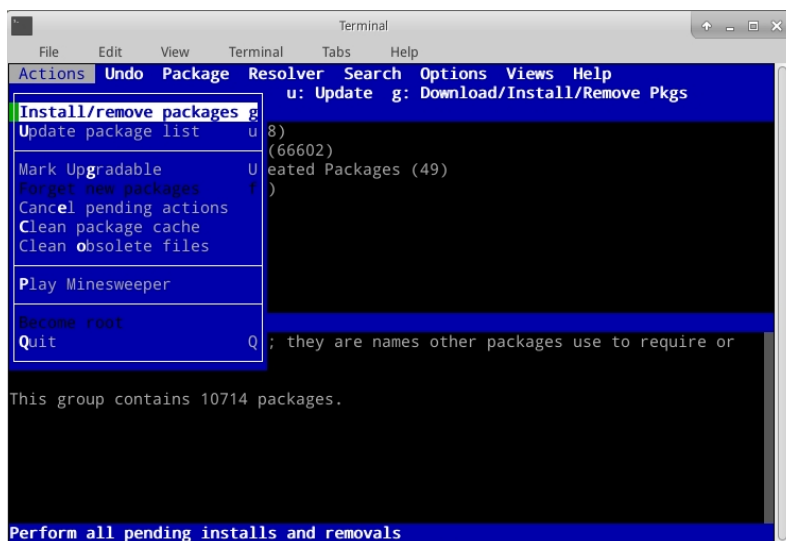 Terminal
File Edit View Terminal Tabs Help
Actions Undo Package Resolver Search Options Views Help
u: Update g: Download/Install/Remove Pkgs
Install/remove packages g
Update package list u 8)
(66602)
Mark Upgradable U eated Packages (49)
Forget new packages f )
Cancel pending actions
Clean package cache
Clean obsolete files
Play Minesweeper
Become root
Quit Q ; they are names other packages use to require or
This group contains 10714 packages.
Perform all pending installs and removals